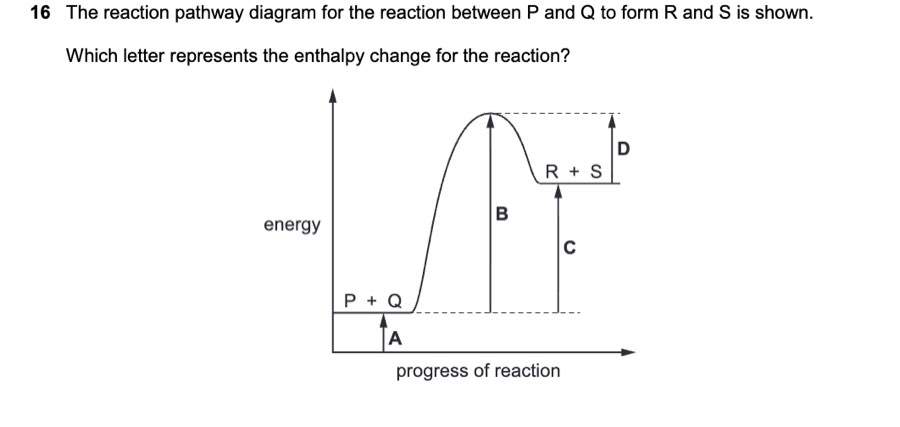 16 The reaction pathway diagram for the reaction between P and Q to form R and S is shown.
Which letter represents the enthalpy change for the reaction?
D
R + S
B
energy
C
P + Q
A
progress of reaction